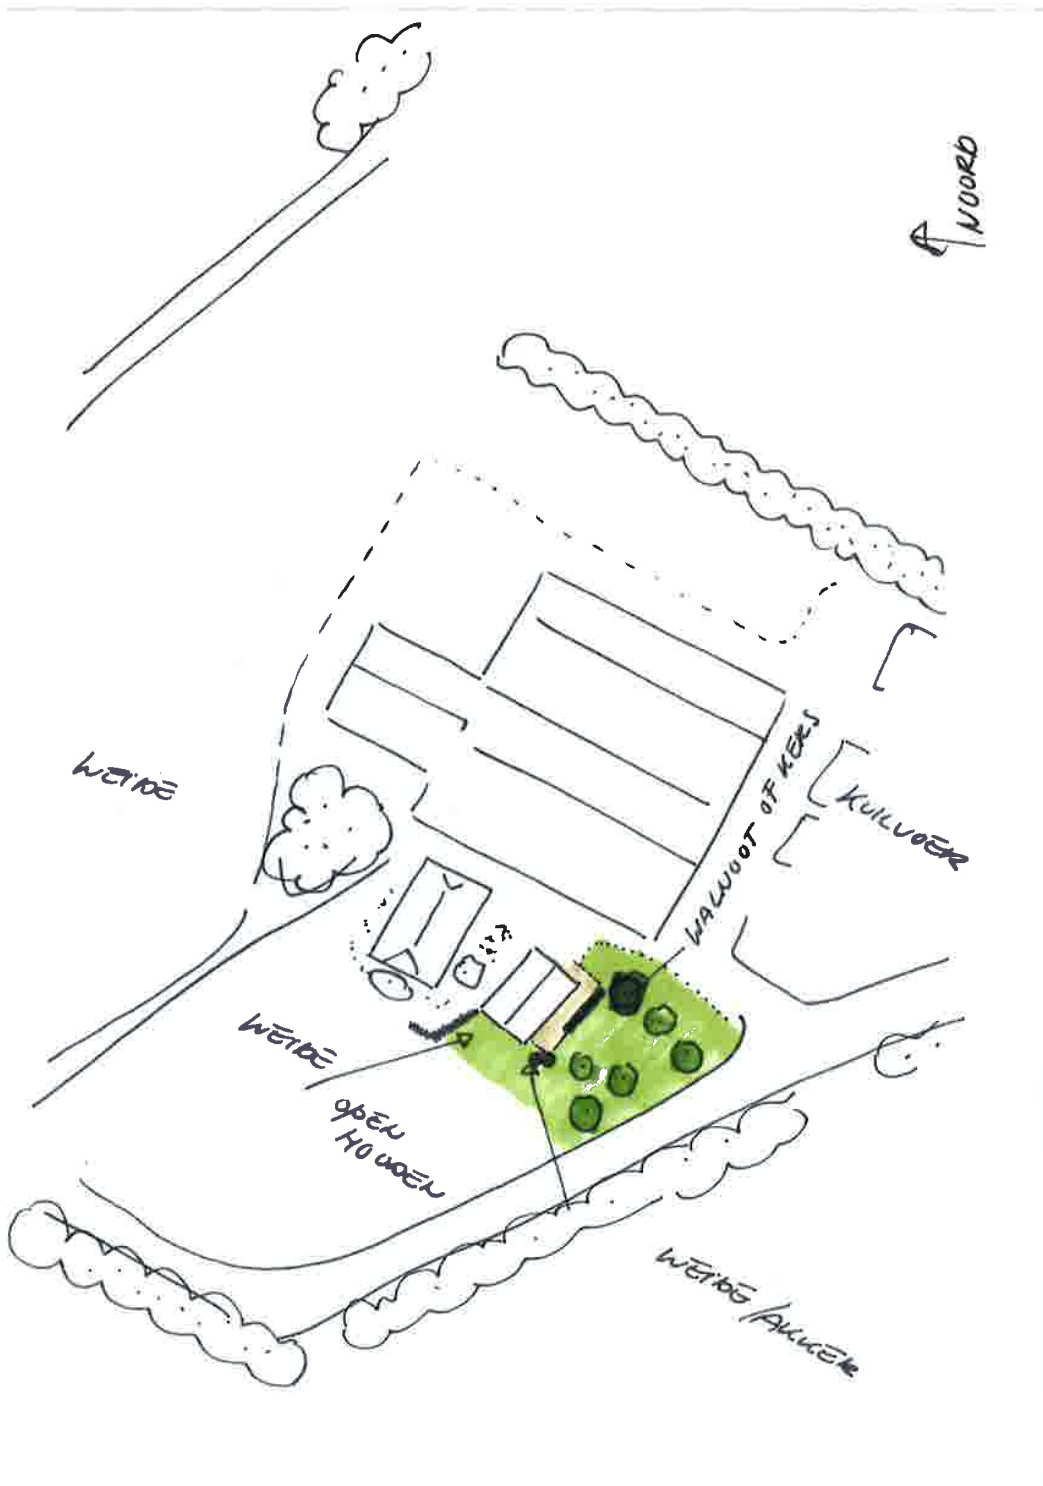 NOORD
WEIDE
WALNOOT OF KERS
KUILVOER
WEIDE
OPEN
HOUDEN
WEIDE/AKKER